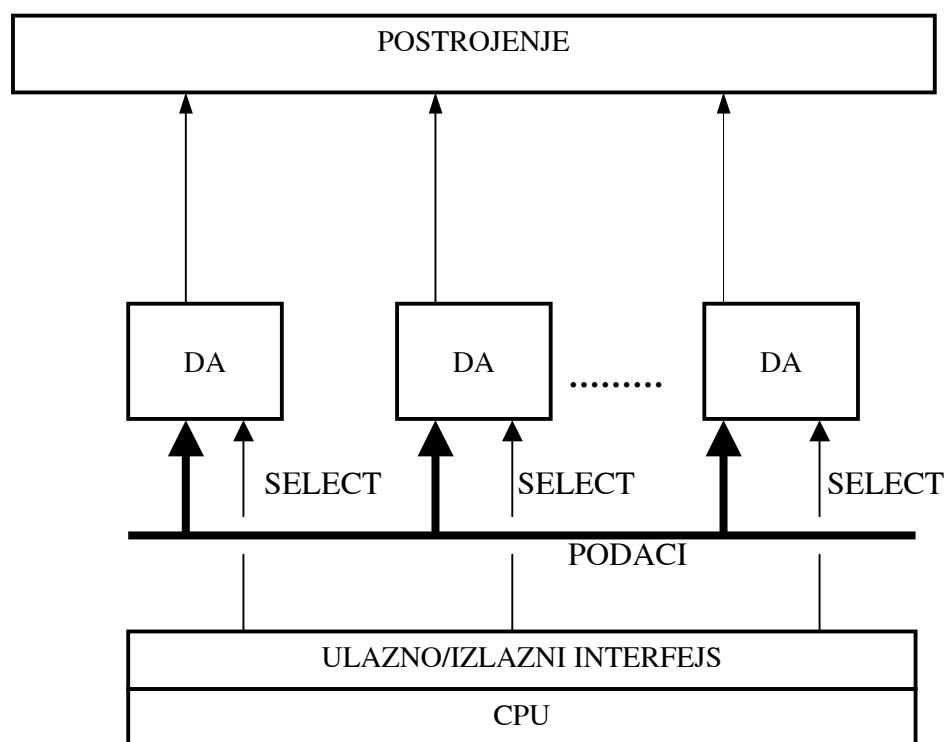 POSTROJENJE
DA
DA
.........
DA
SELECT
SELECT
SELECT
PODACI
ULAZNO/IZLAZNI INTERFEJS
CPU